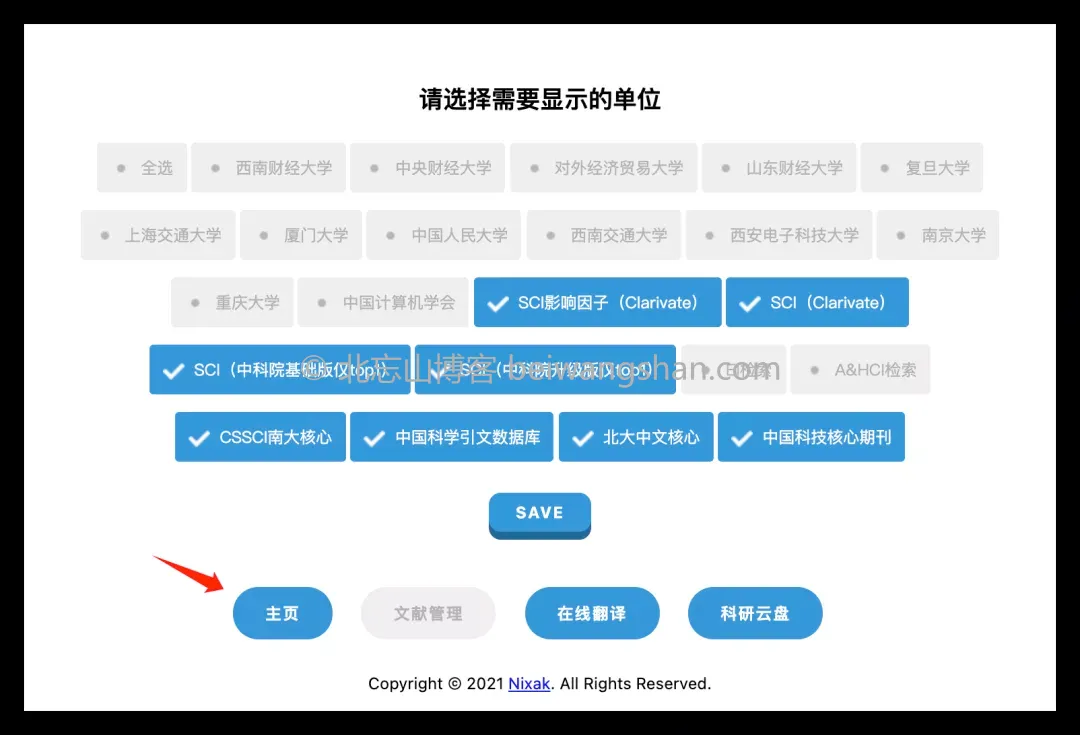 请选择需要显示的单位
全选 西南财经大学 中央财经大学 对外经济贸易大学 山东财经大学 复旦大学
上海交通大学 厦门大学 中国人民大学 西南交通大学 西安电子科技大学 南京大学
重庆大学 中国计算机学会 SCI影响因子（Clarivate） SCI（Clarivate）
SCI（中科院基础版仅top1） SCI（中科院升级版仅top1） EI检索 A&HCI检索
© 北忘山博客 beiwangshan.com
CSSCI南大核心 中国科学引文数据库 北大中文核心 中国科技核心期刊
SAVE
主页 文献管理 在线翻译 科研云盘
Copyright © 2021 Nixak. All Rights Reserved.